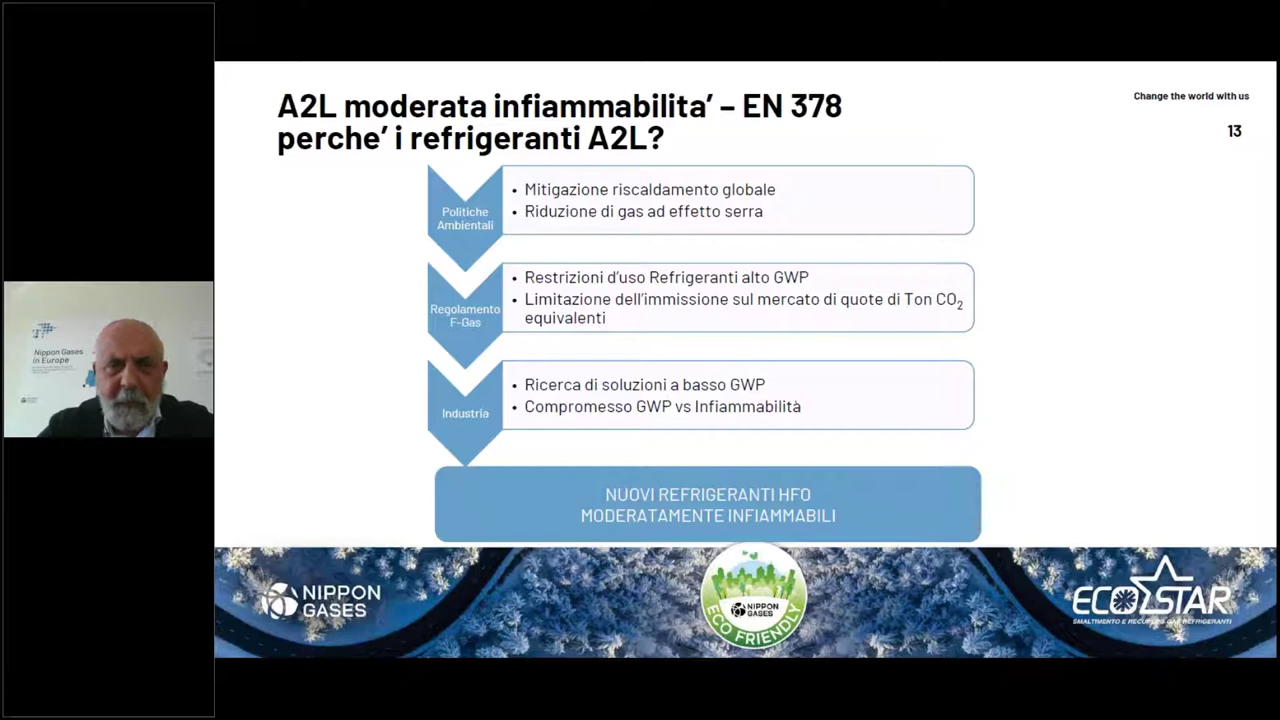 A2L moderata infiammabilita' – EN 378
perche' i refrigeranti A2L?
Change the world with us
13
Politiche
Ambientali
• Mitigazione riscaldamento globale
• Riduzione di gas ad effetto serra
Regolamento
F-Gas
• Restrizioni d'uso Refrigeranti alto GWP
• Limitazione dell'immissione sul mercato di quote di Ton CO2
equivalenti
Industria
• Ricerca di soluzioni a basso GWP
• Compromesso GWP vs Infiammabilità
NUOVI REFRIGERANTI HFO
MODERATAMENTE INFIAMMABILI
Nippon Gases
in Europe
NIPPON
GASES
NIPPON
GASES
ECO FRIENDLY
ECO STAR
SMALTIMENTO E RECUPERO GAS REFRIGERANTI